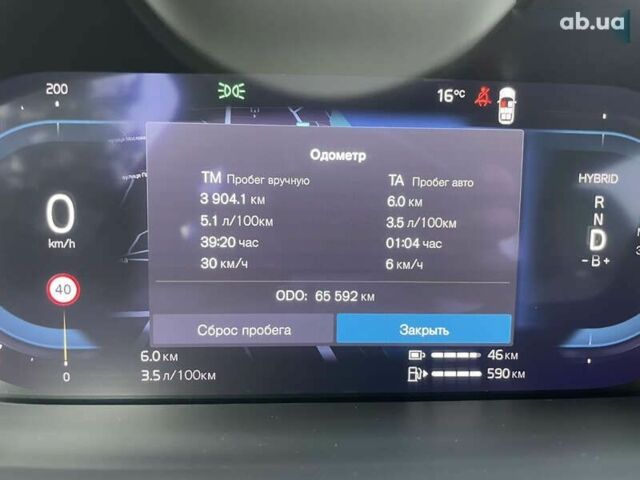 ab.ua
200
16°C
Одометр
TM Пробег вручную
TA Пробег авто
3 904.1 км
6.0 км
5.1 л/100км
3.5 л/100км
39:20 час
01:04 час
30 км/ч
6 км/ч
ODO: 65 592 км
Сброс пробега
Закрыть
0
km/h
40
0
HYBRID
R
N
D
-B+
6.0 км
3.5 л/100км
46 км
590 км